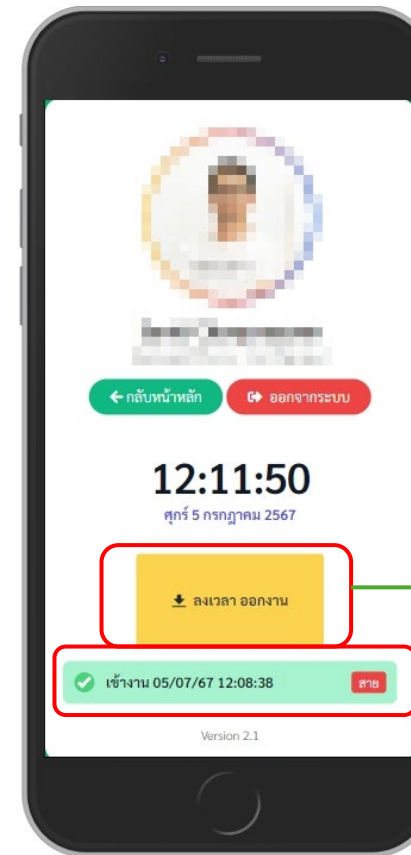 กลับหน้าหลัก ออกจากระบบ
12:11:50
ศุกร์ 5 กรกฎาคม 2567
ลงเวลา ออกงาน
เข้างาน 05/07/67 12:08:38 สาย
Version 2.1